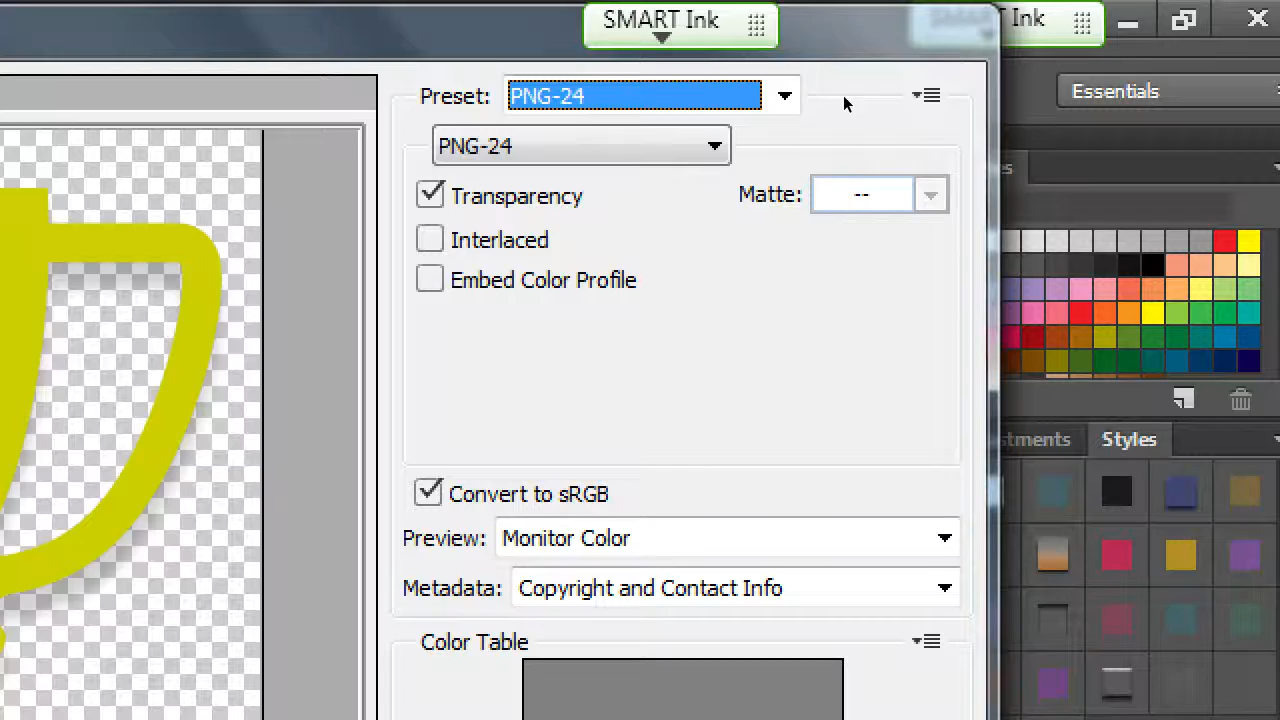 SMART Ink
SMART Ink
Preset: PNG-24
Essentials
PNG-24
Transparency
Matte: --
Interlaced
Embed Color Profile
Styles
Convert to sRGB
Preview: Monitor Color
Metadata: Copyright and Contact Info
Color Table